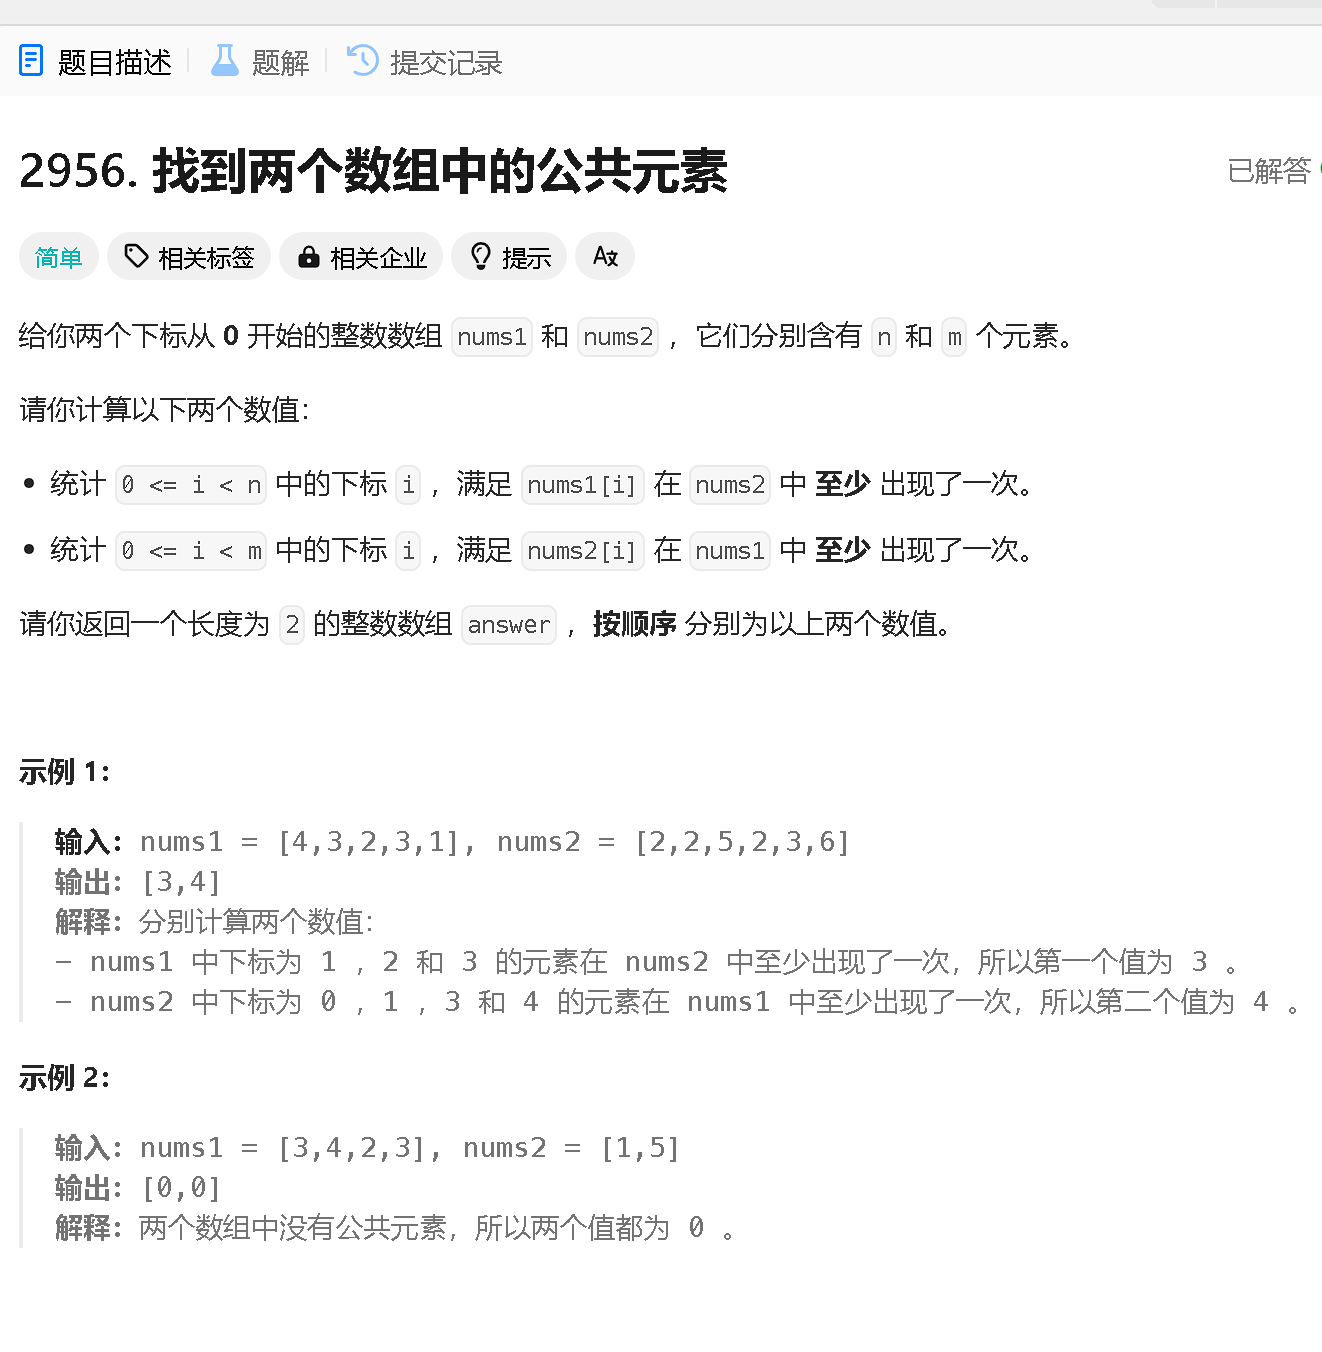 题目描述 题解 提交记录
2956. 找到两个数组中的公共元素 已解答
简单 相关标签 相关企业 提示 Aא
给你两个下标从 0 开始的整数数组 nums1 和 nums2 ，它们分别含有 n 和 m 个元素。
请你计算以下两个数值：
• 统计 0 <= i < n 中的下标 i ，满足 nums1[i] 在 nums2 中 至少 出现了一次。
• 统计 0 <= i < m 中的下标 i ，满足 nums2[i] 在 nums1 中 至少 出现了一次。
请你返回一个长度为 2 的整数数组 answer ，按顺序 分别为以上两个数值。
示例 1：
输入：nums1 = [4,3,2,3,1], nums2 = [2,2,5,2,3,6]
输出：[3,4]
解释：分别计算两个数值：
- nums1 中下标为 1 ，2 和 3 的元素在 nums2 中至少出现了一次，所以第一个值为 3 。
- nums2 中下标为 0 ，1 ，3 和 4 的元素在 nums1 中至少出现了一次，所以第二个值为 4 。
示例 2：
输入：nums1 = [3,4,2,3], nums2 = [1,5]
输出：[0,0]
解释：两个数组中没有公共元素，所以两个值都为 0 。